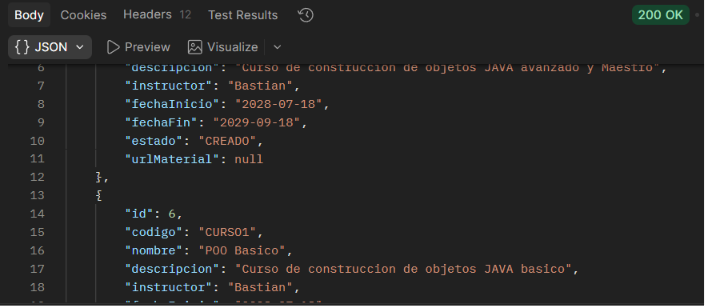 Body Cookies Headers 12 Test Results 200 OK
{} JSON Preview Visualize
6 "descripcion": "Curso de construccion de objetos JAVA avanzado y Maestro",
7 "instructor": "Bastian",
8 "fechaInicio": "2028-07-18",
9 "fechaFin": "2029-09-18",
10 "estado": "CREADO",
11 "urlMaterial": null
12 },
13 {
14 "id": 6,
15 "codigo": "CURSO1",
16 "nombre": "POO Basico",
17 "descripcion": "Curso de construccion de objetos JAVA basico",
18 "instructor": "Bastian",